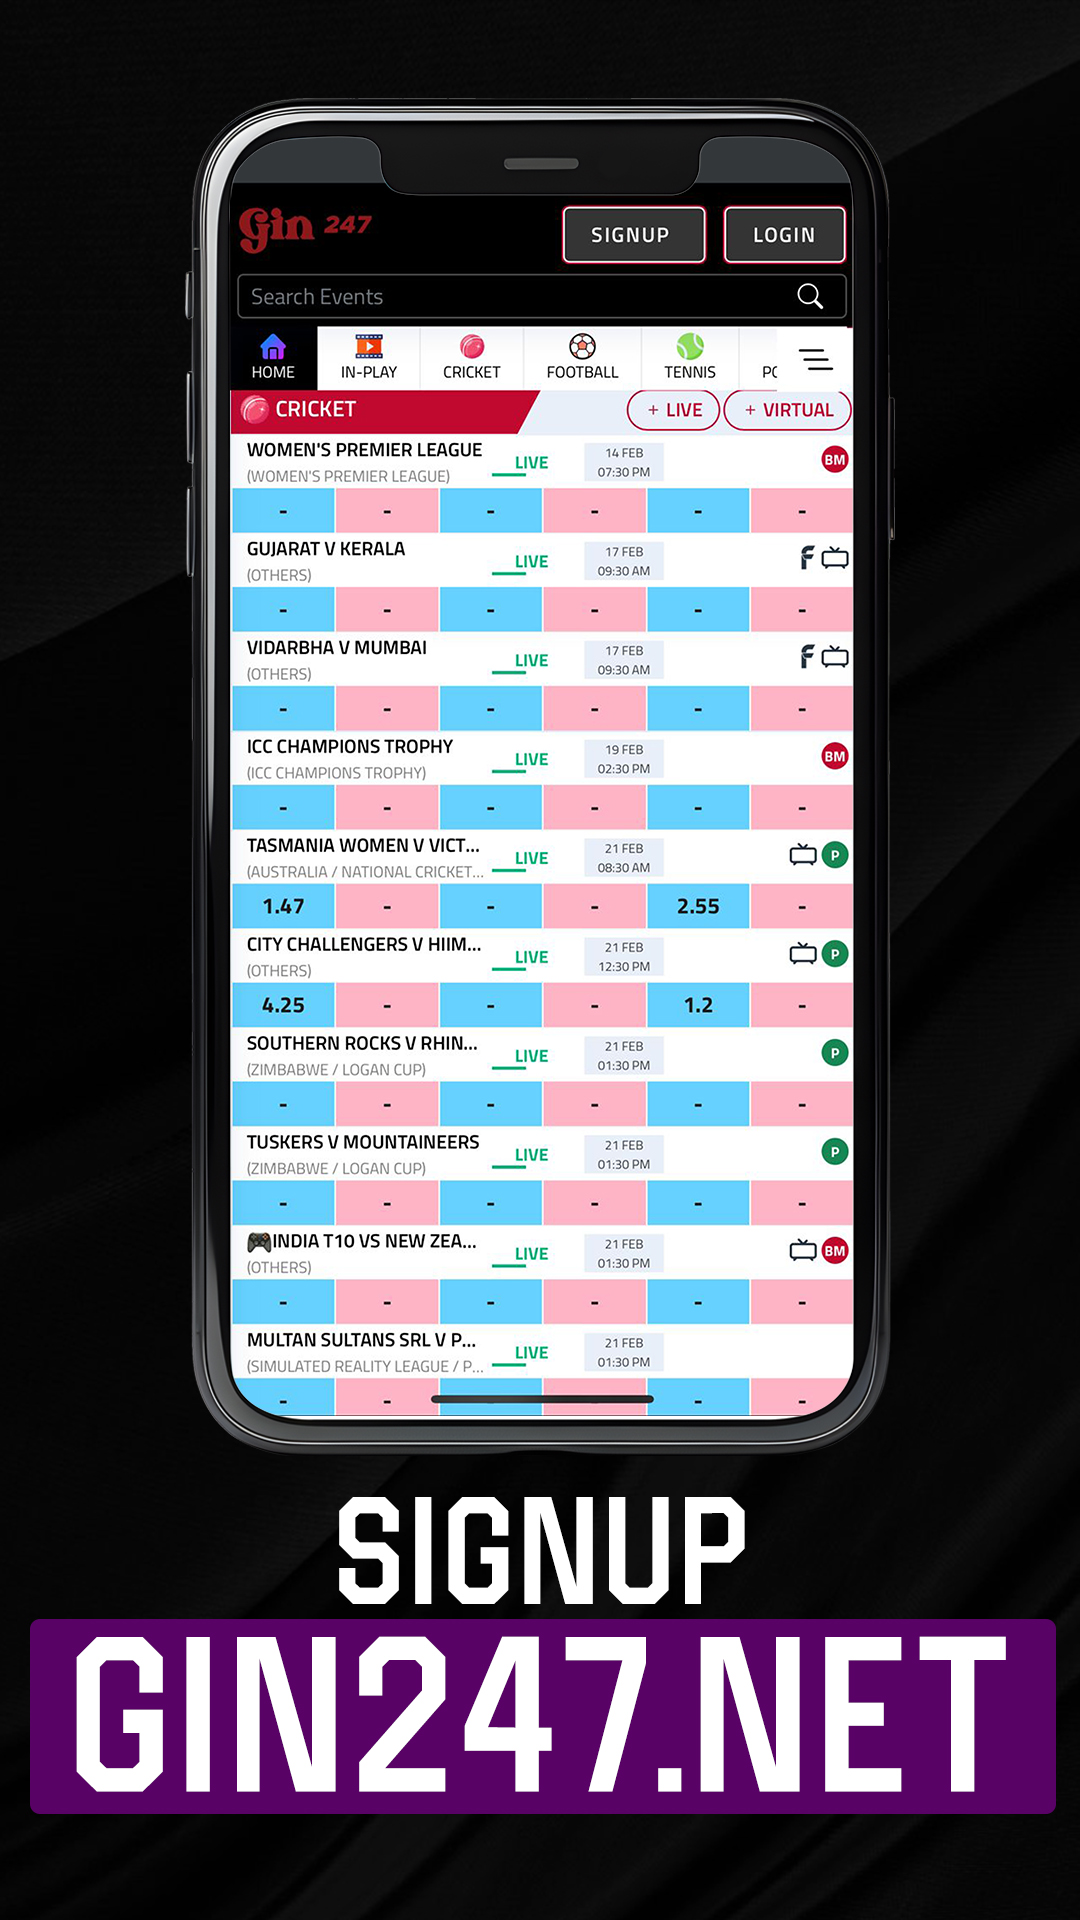 Gin 247
SIGNUP
LOGIN
Search Events
HOME
IN-PLAY
CRICKET
FOOTBALL
TENNIS
CRICKET
+ LIVE
+ VIRTUAL
WOMEN'S PREMIER LEAGUE
(WOMEN'S PREMIER LEAGUE)
LIVE
14 FEB
07:30 PM
BM
- - - - - -
GUJARAT V KERALA
(OTHERS)
LIVE
17 FEB
09:30 AM
F
- - - - - -
VIDARBHA V MUMBAI
(OTHERS)
LIVE
17 FEB
09:30 AM
F
- - - - - -
ICC CHAMPIONS TROPHY
(ICC CHAMPIONS TROPHY)
LIVE
19 FEB
02:30 PM
BM
- - - - - -
TASMANIA WOMEN V VICT...
(AUSTRALIA / NATIONAL CRICKET...
LIVE
21 FEB
08:30 AM
P
1.47 - - - 2.55 -
CITY CHALLENGERS V HIIM...
(OTHERS)
LIVE
21 FEB
12:30 PM
P
4.25 - - - 1.2 -
SOUTHERN ROCKS V RHIN...
(ZIMBABWE / LOGAN CUP)
LIVE
21 FEB
01:30 PM
P
- - - - - -
TUSKERS V MOUNTAINEERS
(ZIMBABWE / LOGAN CUP)
LIVE
21 FEB
01:30 PM
P
- - - - - -
INDIA T10 VS NEW ZEA...
(OTHERS)
LIVE
21 FEB
01:30 PM
BM
- - - - - -
MULTAN SULTANS SRL V P...
(SIMULATED REALITY LEAGUE / P...
LIVE
21 FEB
01:30 PM
- - - - - -
SIGNUP
GIN247.NET